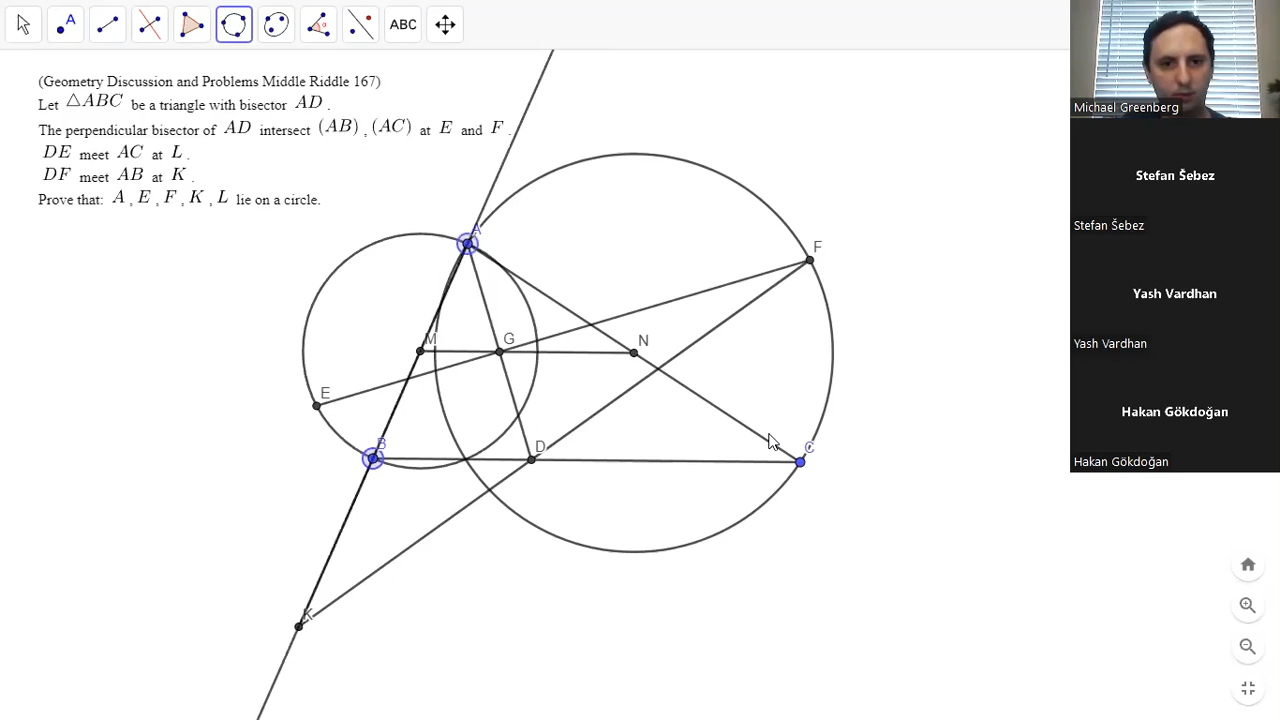 ABC
(Geometry Discussion and Problems Middle Riddle 167)
Let △ABC be a triangle with bisector AD .
The perpendicular bisector of AD intersect (AB) , (AC) at E and F .
DE meet AC at L .
DF meet AB at K .
Prove that: A , E , F , K , L lie on a circle.
A
F
M
G
N
E
B
D
C
K
Michael Greenberg
Stefan Šebez
Stefan Šebez
Yash Vardhan
Yash Vardhan
Hakan Gökdoğan
Hakan Gökdoğan